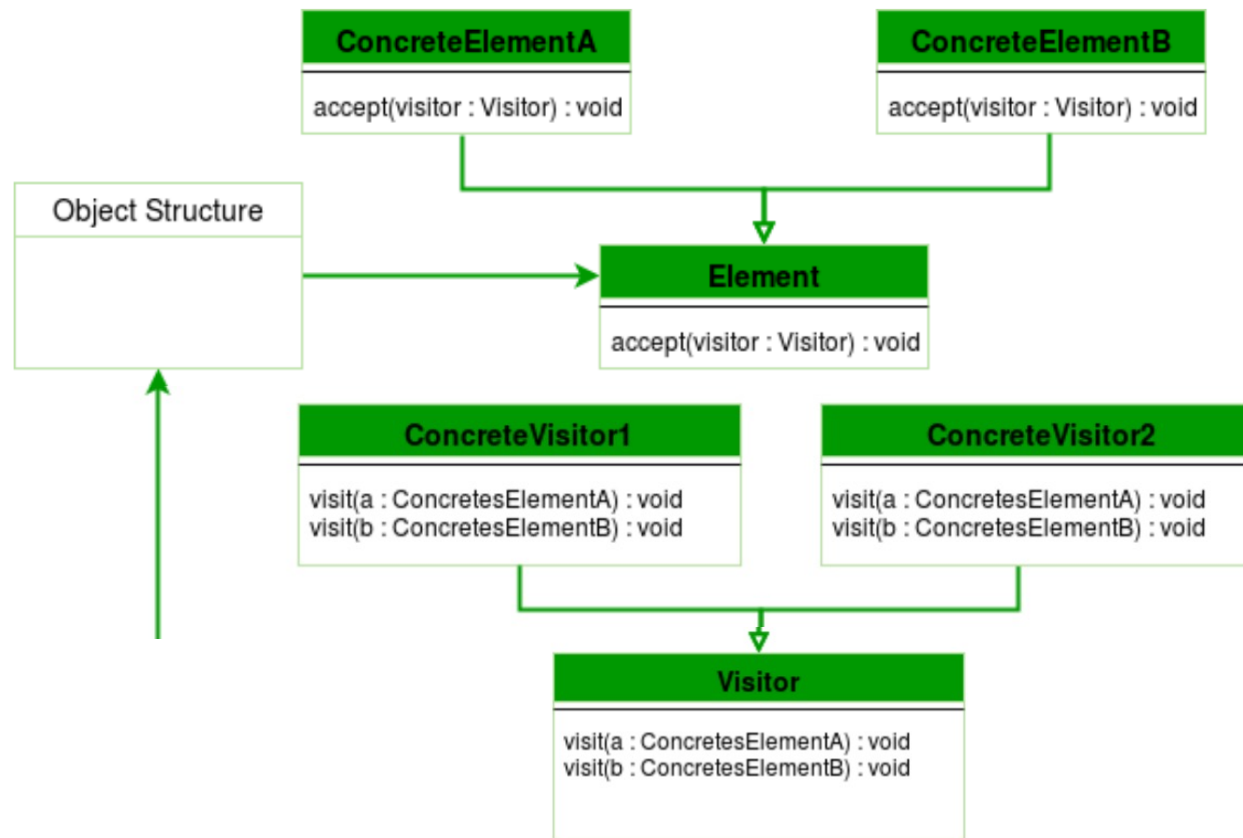 ConcreteElementA
accept(visitor : Visitor) : void
ConcreteElementB
accept(visitor : Visitor) : void
Object Structure
Element
accept(visitor : Visitor) : void
ConcreteVisitor1
visit(a : ConcretesElementA) : void
visit(b : ConcretesElementB) : void
ConcreteVisitor2
visit(a : ConcretesElementA) : void
visit(b : ConcretesElementB) : void
Visitor
visit(a : ConcretesElementA) : void
visit(b : ConcretesElementB) : void